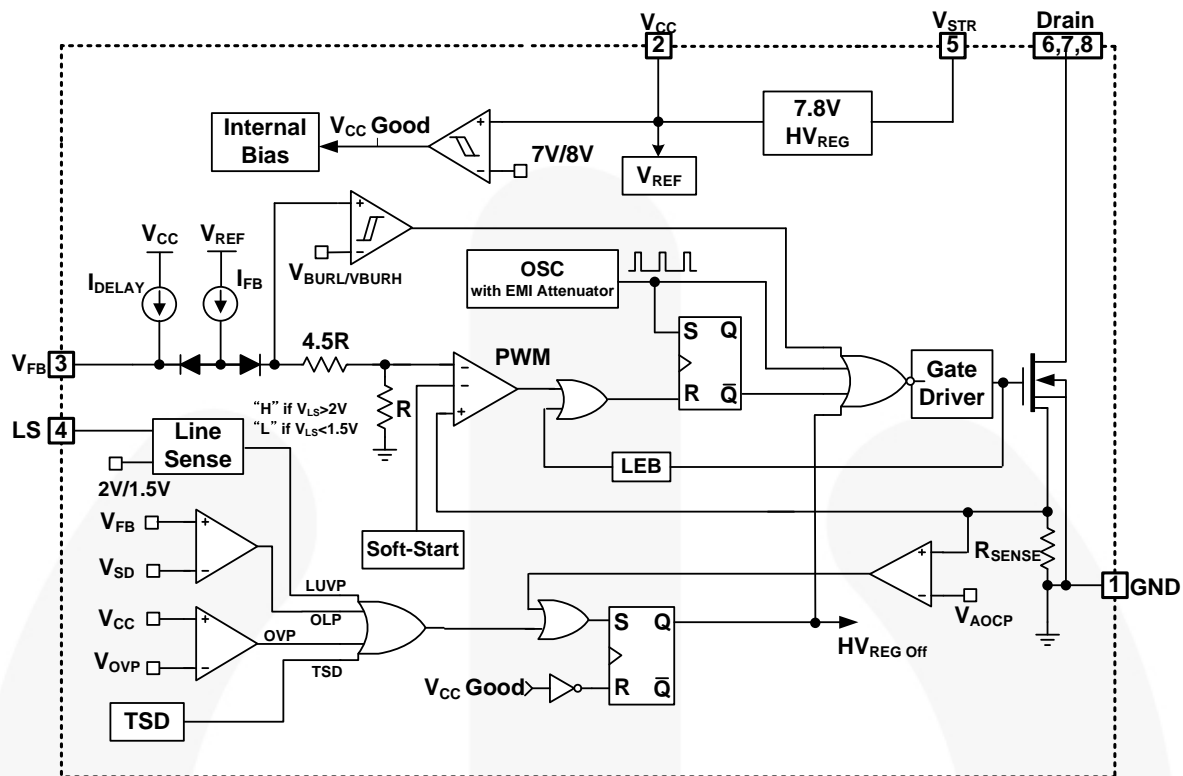 VCC
VSTR
Drain
2
5
6,7,8
7.8V
HVREG
Internal
Bias
VCC Good
+
−
7V/8V
VREF
+
−
VBURL/VBURH
VCC
VREF
IDELAY
IFB
OSC
with EMI Attenuator
S Q
R Q̅
VFB 3
4.5R
R
PWM
−
−
+
Gate
Driver
"H" if VLS>2V
"L" if VLS<1.5V
LS 4
Line
Sense
2V/1.5V
LEB
Soft-Start
VFB
+
VSD
−
VCC
+
VOVP
−
LUVP
OLP
OVP
TSD
TSD
+
−
RSENSE
VAOCP
1 GND
S Q
R Q̅
VCC Good
HVREG Off